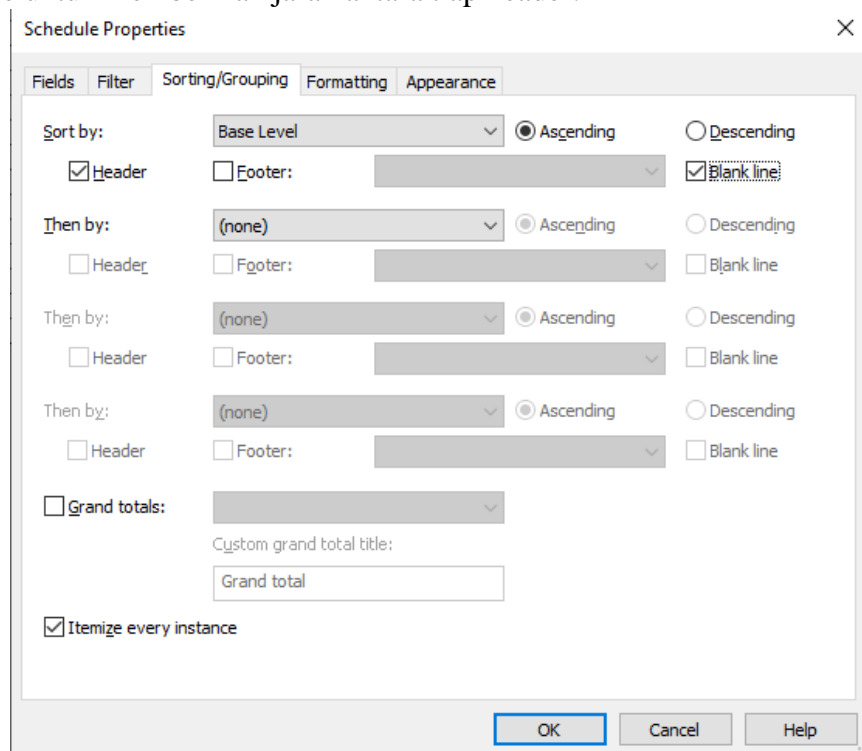 Schedule Properties
Fields Filter Sorting/Grouping Formatting Appearance
Sort by: Base Level Ascending Descending
Header Footer: Blank line
Then by: (none) Ascending Descending
Header Footer: Blank line
Then by: (none) Ascending Descending
Header Footer: Blank line
Then by: (none) Ascending Descending
Header Footer: Blank line
Grand totals:
Custom grand total title:
Grand total
Itemize every instance
OK Cancel Help